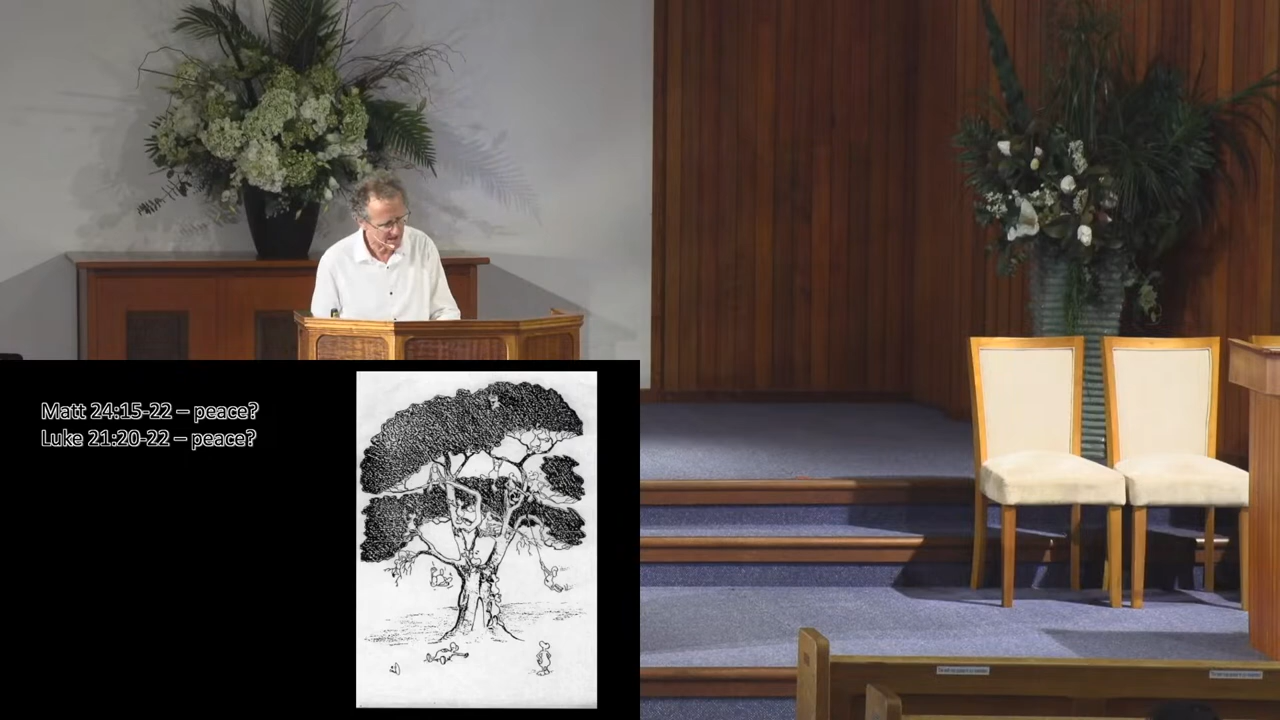 Matt 24:15-22 – peace?
Luke 21:20-22 – peace?